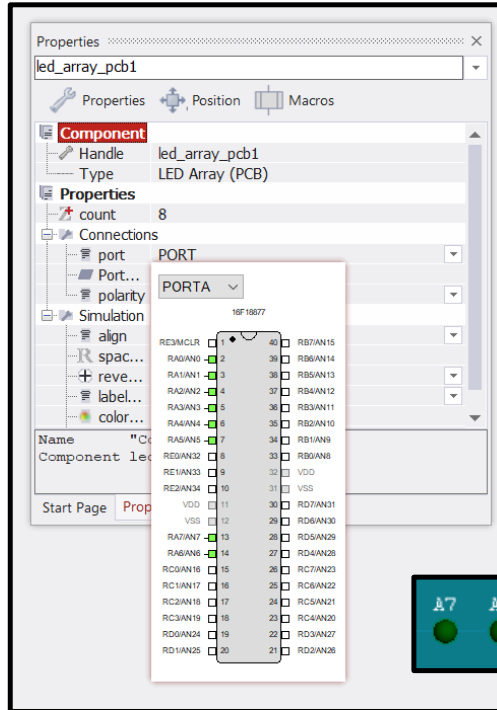 Properties
led_array_pcb1
Properties Position Macros
Component
Handle led_array_pcb1
Type LED Array (PCB)
Properties
count 8
Connections
port PORT
Port...
polarity
Simulation
align
spac...
reve...
label...
color...
Name "Co
Component led
Start Page Prop
PORTA
16F18877
RE3/MCLR 1 40 RB7/AN15
RA0/AN0 2 39 RB6/AN14
RA1/AN1 3 38 RB5/AN13
RA2/AN2 4 37 RB4/AN12
RA3/AN3 5 36 RB3/AN11
RA4/AN4 6 35 RB2/AN10
RA5/AN5 7 34 RB1/AN9
RE0/AN32 8 33 RB0/AN8
RE1/AN33 9 32 VDD
RE2/AN34 10 31 VSS
VDD 11 30 RD7/AN31
VSS 12 29 RD6/AN30
RA7/AN7 13 28 RD5/AN29
RA6/AN6 14 27 RD4/AN28
RC0/AN16 15 26 RC7/AN23
RC1/AN17 16 25 RC6/AN22
RC2/AN18 17 24 RC5/AN21
RC3/AN19 18 23 RC4/AN20
RD0/AN24 19 22 RD3/AN27
RD1/AN25 20 21 RD2/AN26
A7